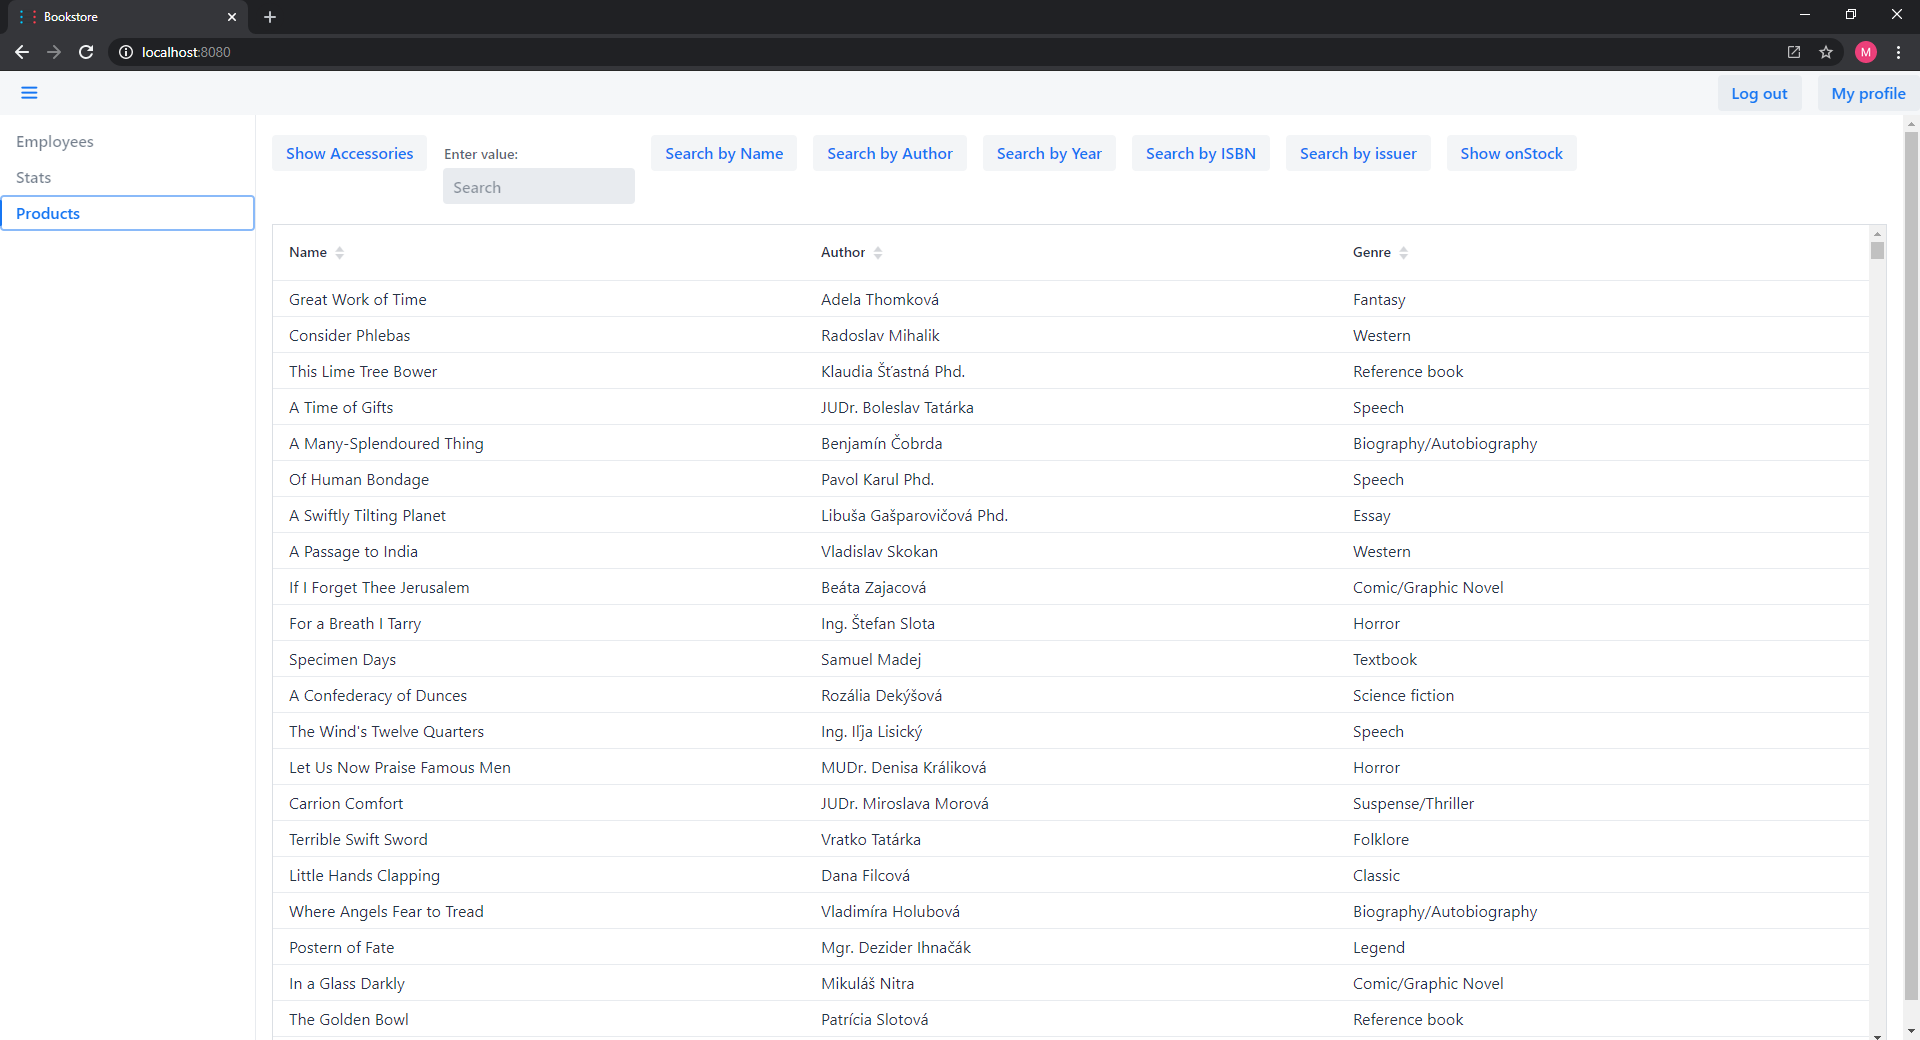 Bookstore
localhost:8080
M
Log out My profile
Employees
Stats
Products
Show Accessories Enter value: Search by Name Search by Author Search by Year Search by ISBN Search by issuer Show onStock
Search
Name Author Genre
Great Work of Time Adela Thomková Fantasy
Consider Phlebas Radoslav Mihalik Western
This Lime Tree Bower Klaudia Šťastná Phd. Reference book
A Time of Gifts JUDr. Boleslav Tatárka Speech
A Many-Splendoured Thing Benjamín Čobrda Biography/Autobiography
Of Human Bondage Pavol Karul Phd. Speech
A Swiftly Tilting Planet Libuša Gašparovičová Phd. Essay
A Passage to India Vladislav Skokan Western
If I Forget Thee Jerusalem Beáta Zajacová Comic/Graphic Novel
For a Breath I Tarry Ing. Štefan Slota Horror
Specimen Days Samuel Madej Textbook
A Confederacy of Dunces Rozália Dekýšová Science fiction
The Wind's Twelve Quarters Ing. Iľja Lisický Speech
Let Us Now Praise Famous Men MUDr. Denisa Králiková Horror
Carrion Comfort JUDr. Miroslava Morová Suspense/Thriller
Terrible Swift Sword Vratko Tatárka Folklore
Little Hands Clapping Dana Filcová Classic
Where Angels Fear to Tread Vladimíra Holubová Biography/Autobiography
Postern of Fate Mgr. Dezider Ihnačák Legend
In a Glass Darkly Mikuláš Nitra Comic/Graphic Novel
The Golden Bowl Patrícia Slotová Reference book